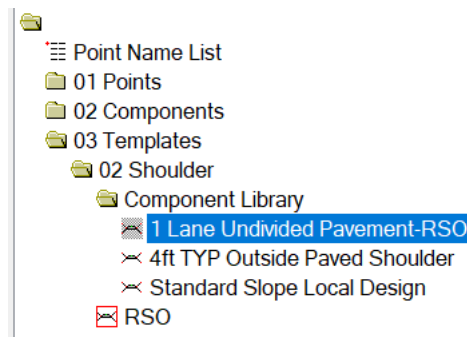 Point Name List
01 Points
02 Components
03 Templates
02 Shoulder
Component Library
1 Lane Undivided Pavement-RSO
4ft TYP Outside Paved Shoulder
Standard Slope Local Design
RSO